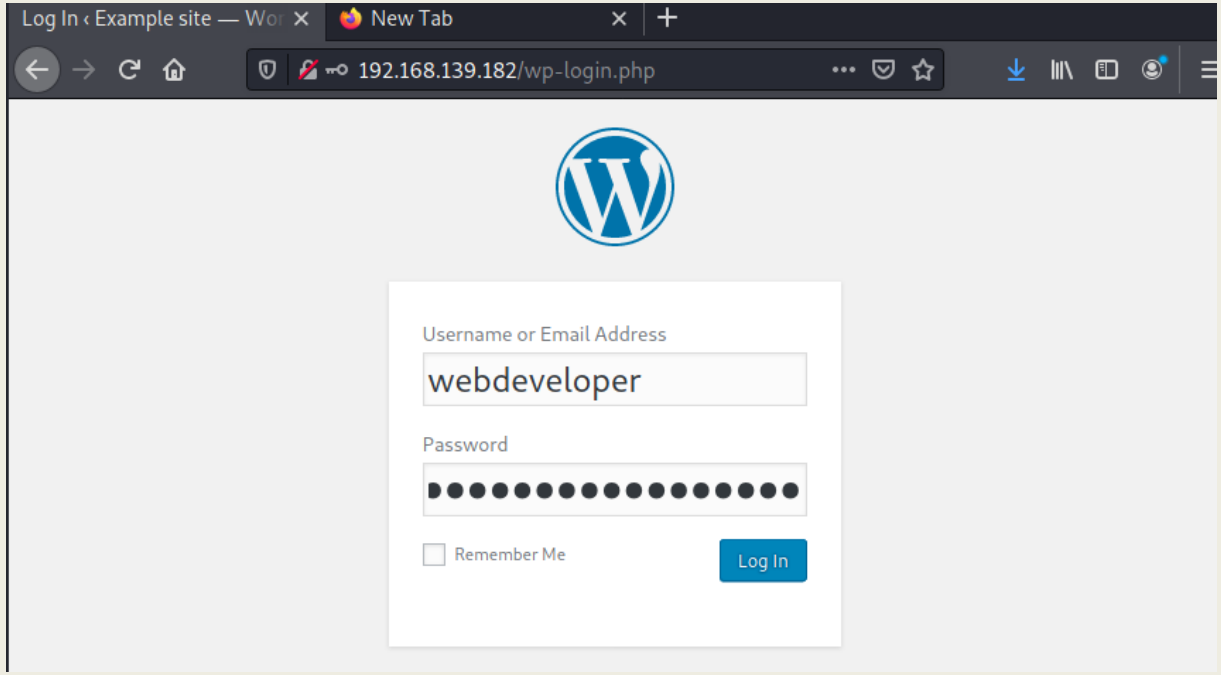 Log In ‹ Example site — Wor
New Tab
192.168.139.182/wp-login.php
Username or Email Address
webdeveloper
Password
Remember Me
Log In